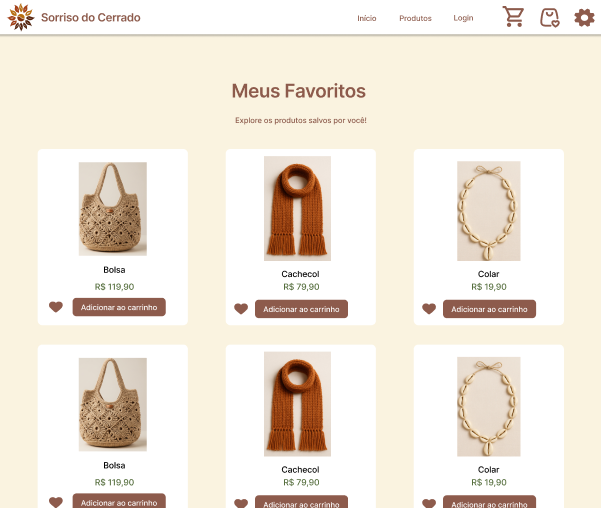 Sorriso do Cerrado
Início
Produtos
Login
Meus Favoritos
Explore os produtos salvos por você!
Bolsa
R$ 119,90
Adicionar ao carrinho
Cachecol
R$ 79,90
Adicionar ao carrinho
Colar
R$ 19,90
Adicionar ao carrinho
Bolsa
R$ 119,90
Adicionar ao carrinho
Cachecol
R$ 79,90
Adicionar ao carrinho
Colar
R$ 19,90
Adicionar ao carrinho